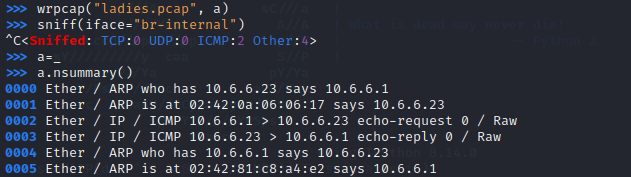 >>> wrpcap("ladies.pcap", a)
>>> sniff(iface="br-internal")
^C<Sniffed: TCP:0 UDP:0 ICMP:2 Other:4>
>>> a=_
>>> a.nsummary()
0000 Ether / ARP who has 10.6.6.23 says 10.6.6.1
0001 Ether / ARP is at 02:42:0a:06:06:17 says 10.6.6.23
0002 Ether / IP / ICMP 10.6.6.1 > 10.6.6.23 echo-request 0 / Raw
0003 Ether / IP / ICMP 10.6.6.23 > 10.6.6.1 echo-reply 0 / Raw
0004 Ether / ARP who has 10.6.6.1 says 10.6.6.23
0005 Ether / ARP is at 02:42:81:c8:a4:e2 says 10.6.6.1